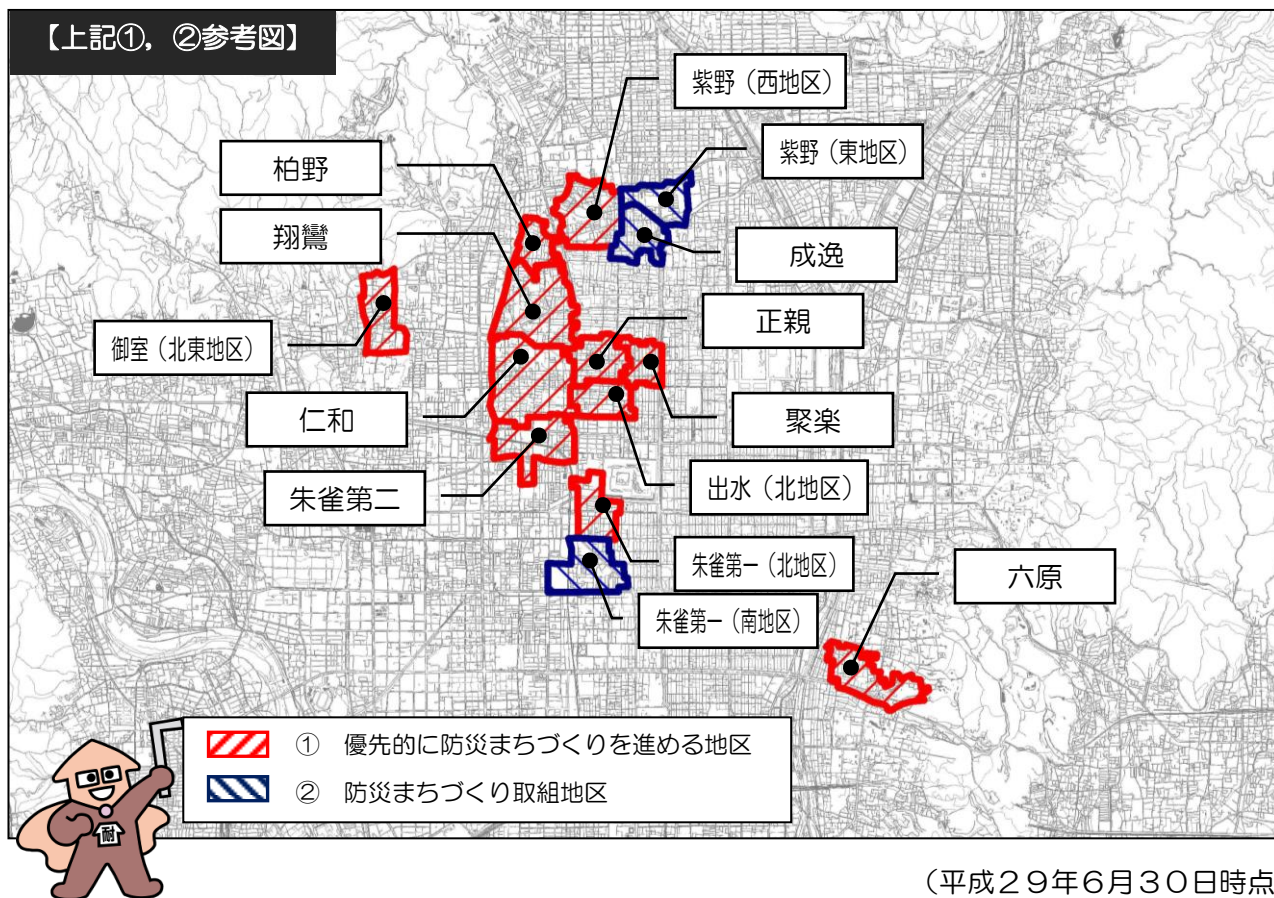 【上記①，②参考図】
紫野（西地区）
紫野（東地区）
柏野
翔鸞
成逸
正親
御室（北東地区）
仁和
聚楽
朱雀第二
出水（北地区）
朱雀第一（北地区）
六原
朱雀第一（南地区）
① 優先的に防災まちづくりを進める地区
② 防災まちづくり取組地区
耐
（平成２９年６月３０日時点